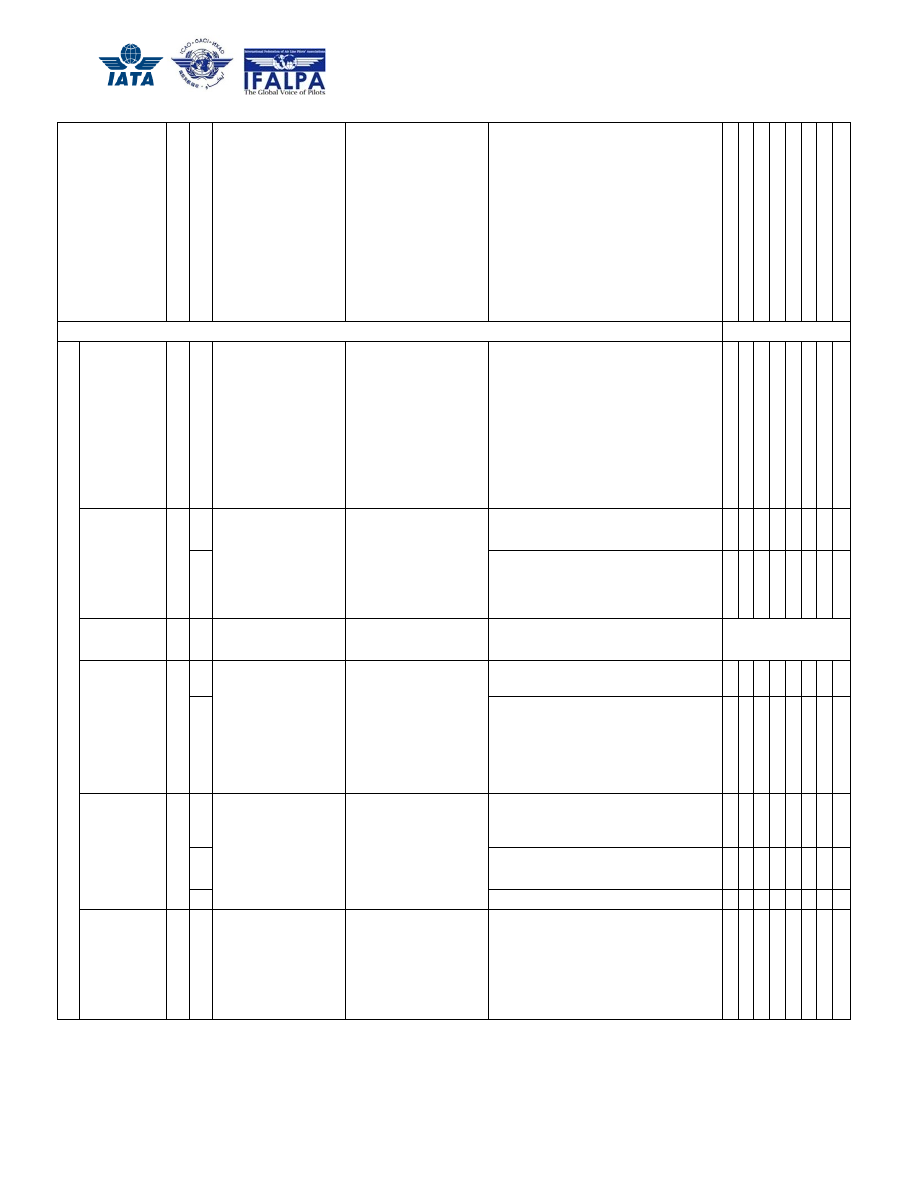 IATA
ICAO · OACI · ИКАО
International Federation of Air Line Pilots' Associations
IFALPA
The Global Voice of Pilots